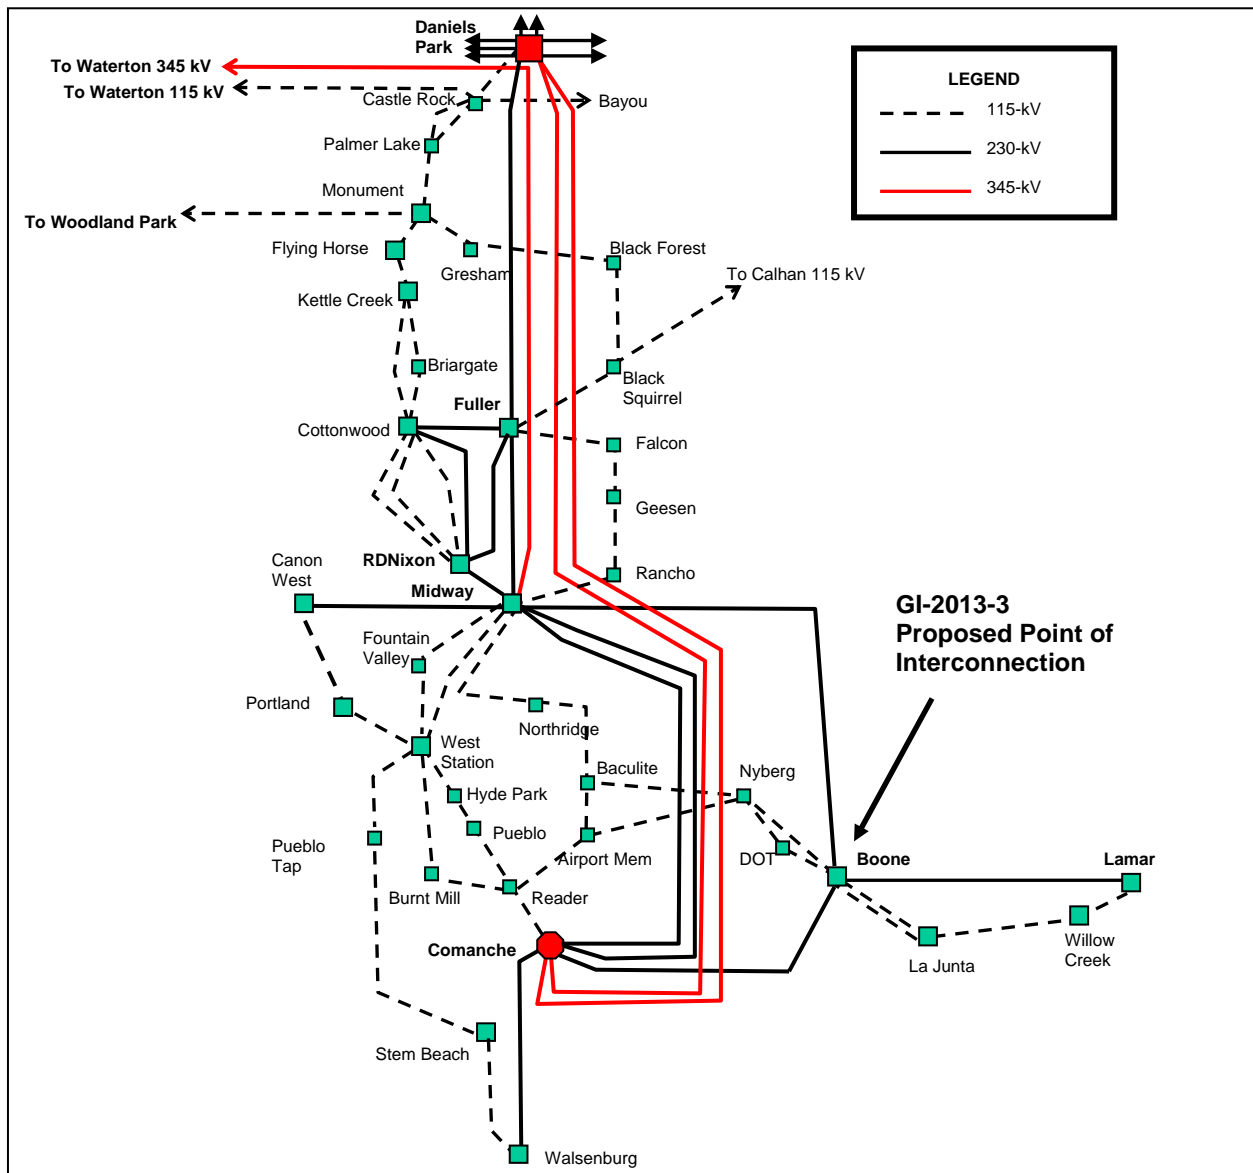 Daniels
Park
To Waterton 345 kV
To Waterton 115 kV
Castle Rock
Bayou
Palmer Lake
Monument
To Woodland Park
Flying Horse
Gresham
Black Forest
To Calhan 115 kV
Kettle Creek
Briargate
Black
Squirrel
Fuller
Cottonwood
Falcon
Geesen
RDNixon
Canon
West
Midway
Rancho
Fountain
Valley
Portland
Northridge
West
Station
Baculite
Nyberg
Hyde Park
Pueblo
Airport Mem
DOT
Pueblo
Tap
Burnt Mill
Reader
Boone
Lamar
Comanche
La Junta
Willow
Creek
Stem Beach
Walsenburg
LEGEND
115-kV
230-kV
345-kV
GI-2013-3
Proposed Point of
Interconnection